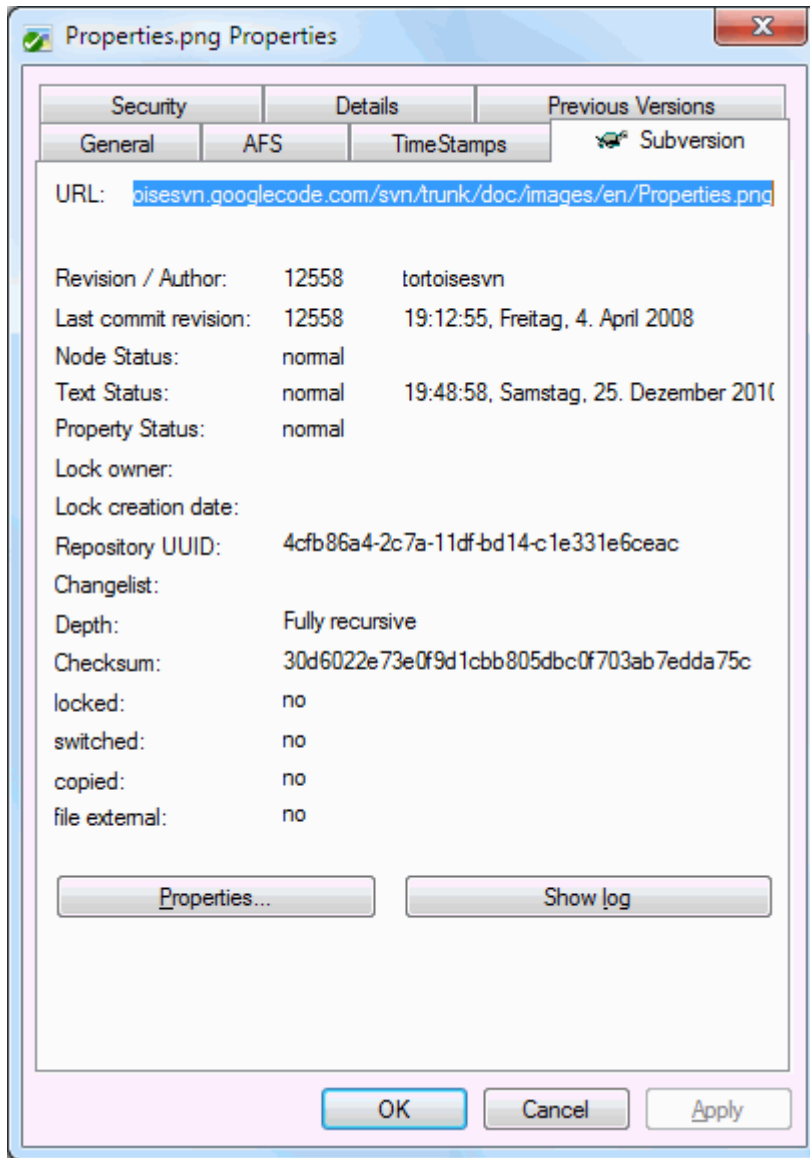 Properties.png Properties
Security Details Previous Versions
General AFS TimeStamps Subversion
URL: oisesvn.googlecode.com/svn/trunk/doc/images/en/Properties.png
Revision / Author: 12558 tortoisesvn
Last commit revision: 12558 19:12:55, Freitag, 4. April 2008
Node Status: normal
Text Status: normal 19:48:58, Samstag, 25. Dezember 2010
Property Status: normal
Lock owner:
Lock creation date:
Repository UUID: 4cfb86a4-2c7a-11df-bd14-c1e331e6ceac
Changelist:
Depth: Fully recursive
Checksum: 30d6022e73e0f9d1cbb805dbc0f703ab7edda75c
locked: no
switched: no
copied: no
file external: no
Properties... Show log
OK Cancel Apply